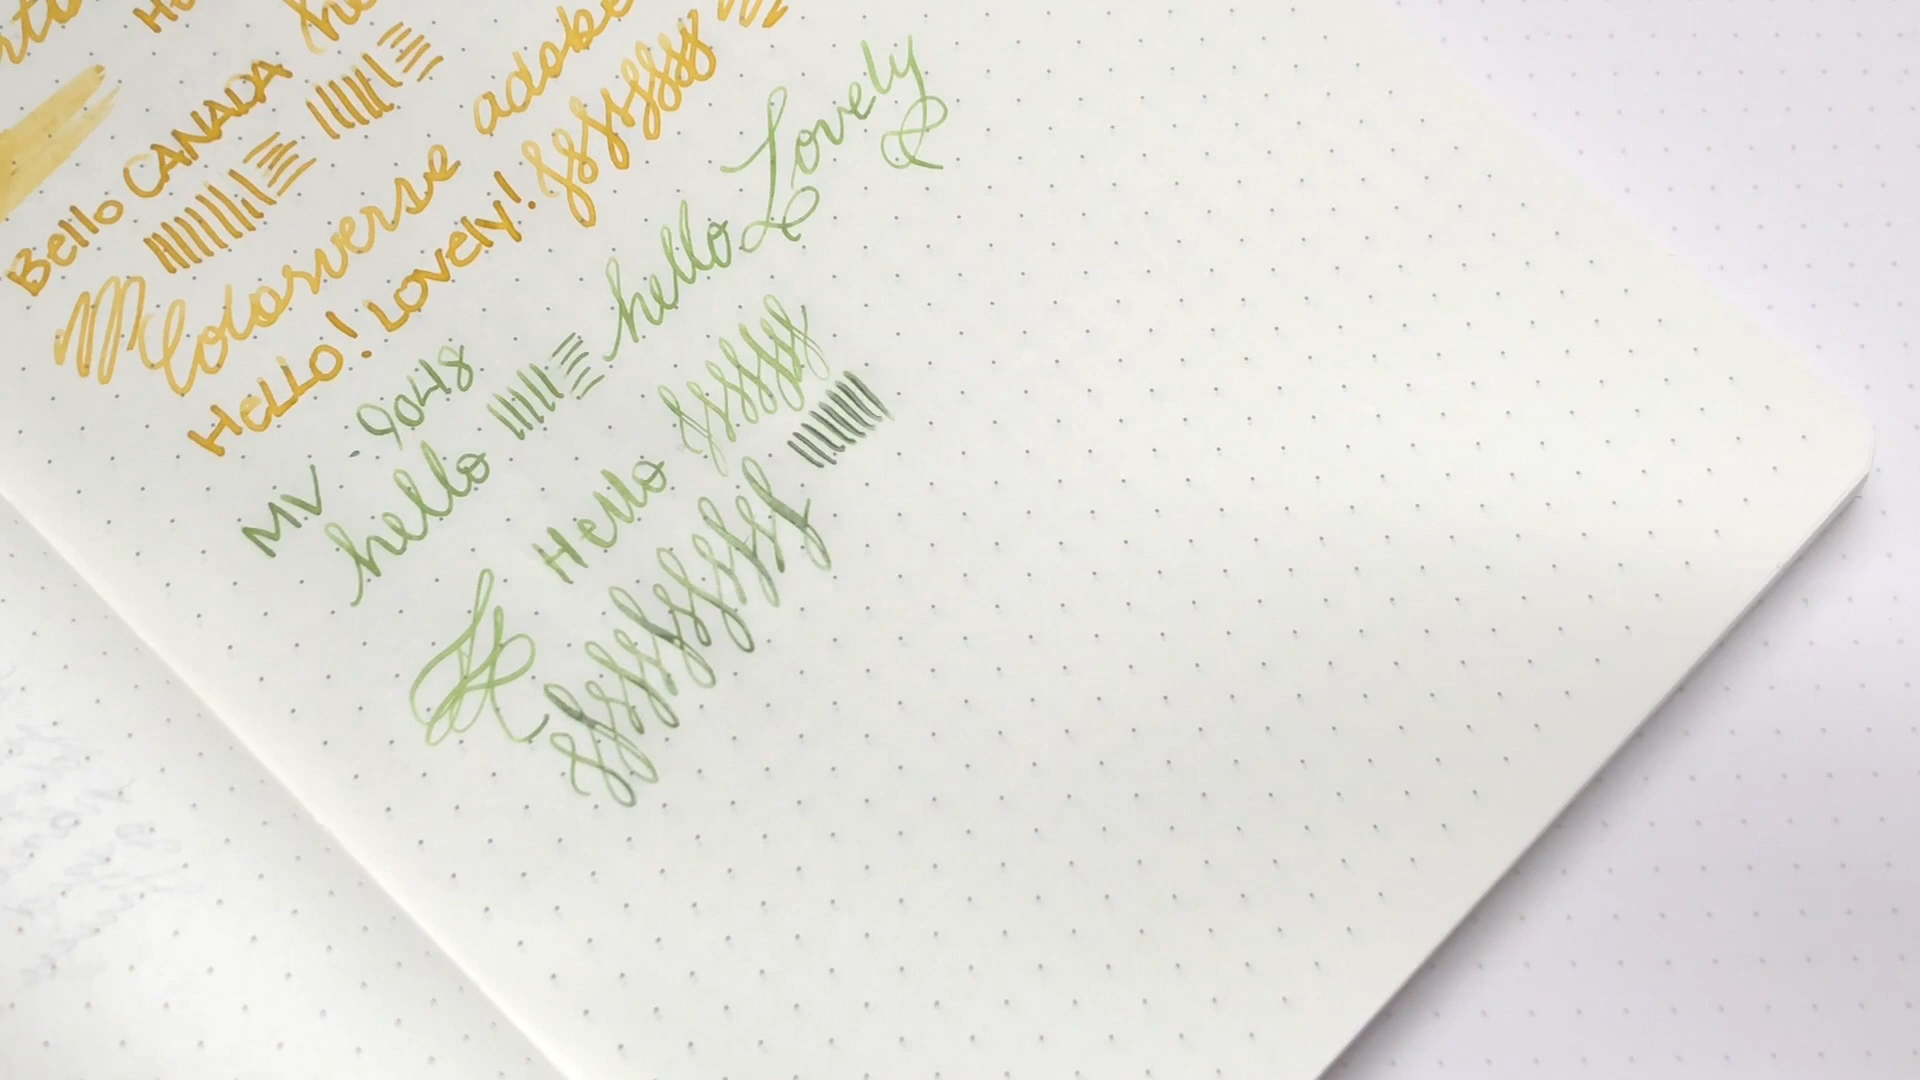 Bello CANADA
Colorverse adobe
HELLO! LOVELY!
MV - 9048
hello hello Lovely
Hello